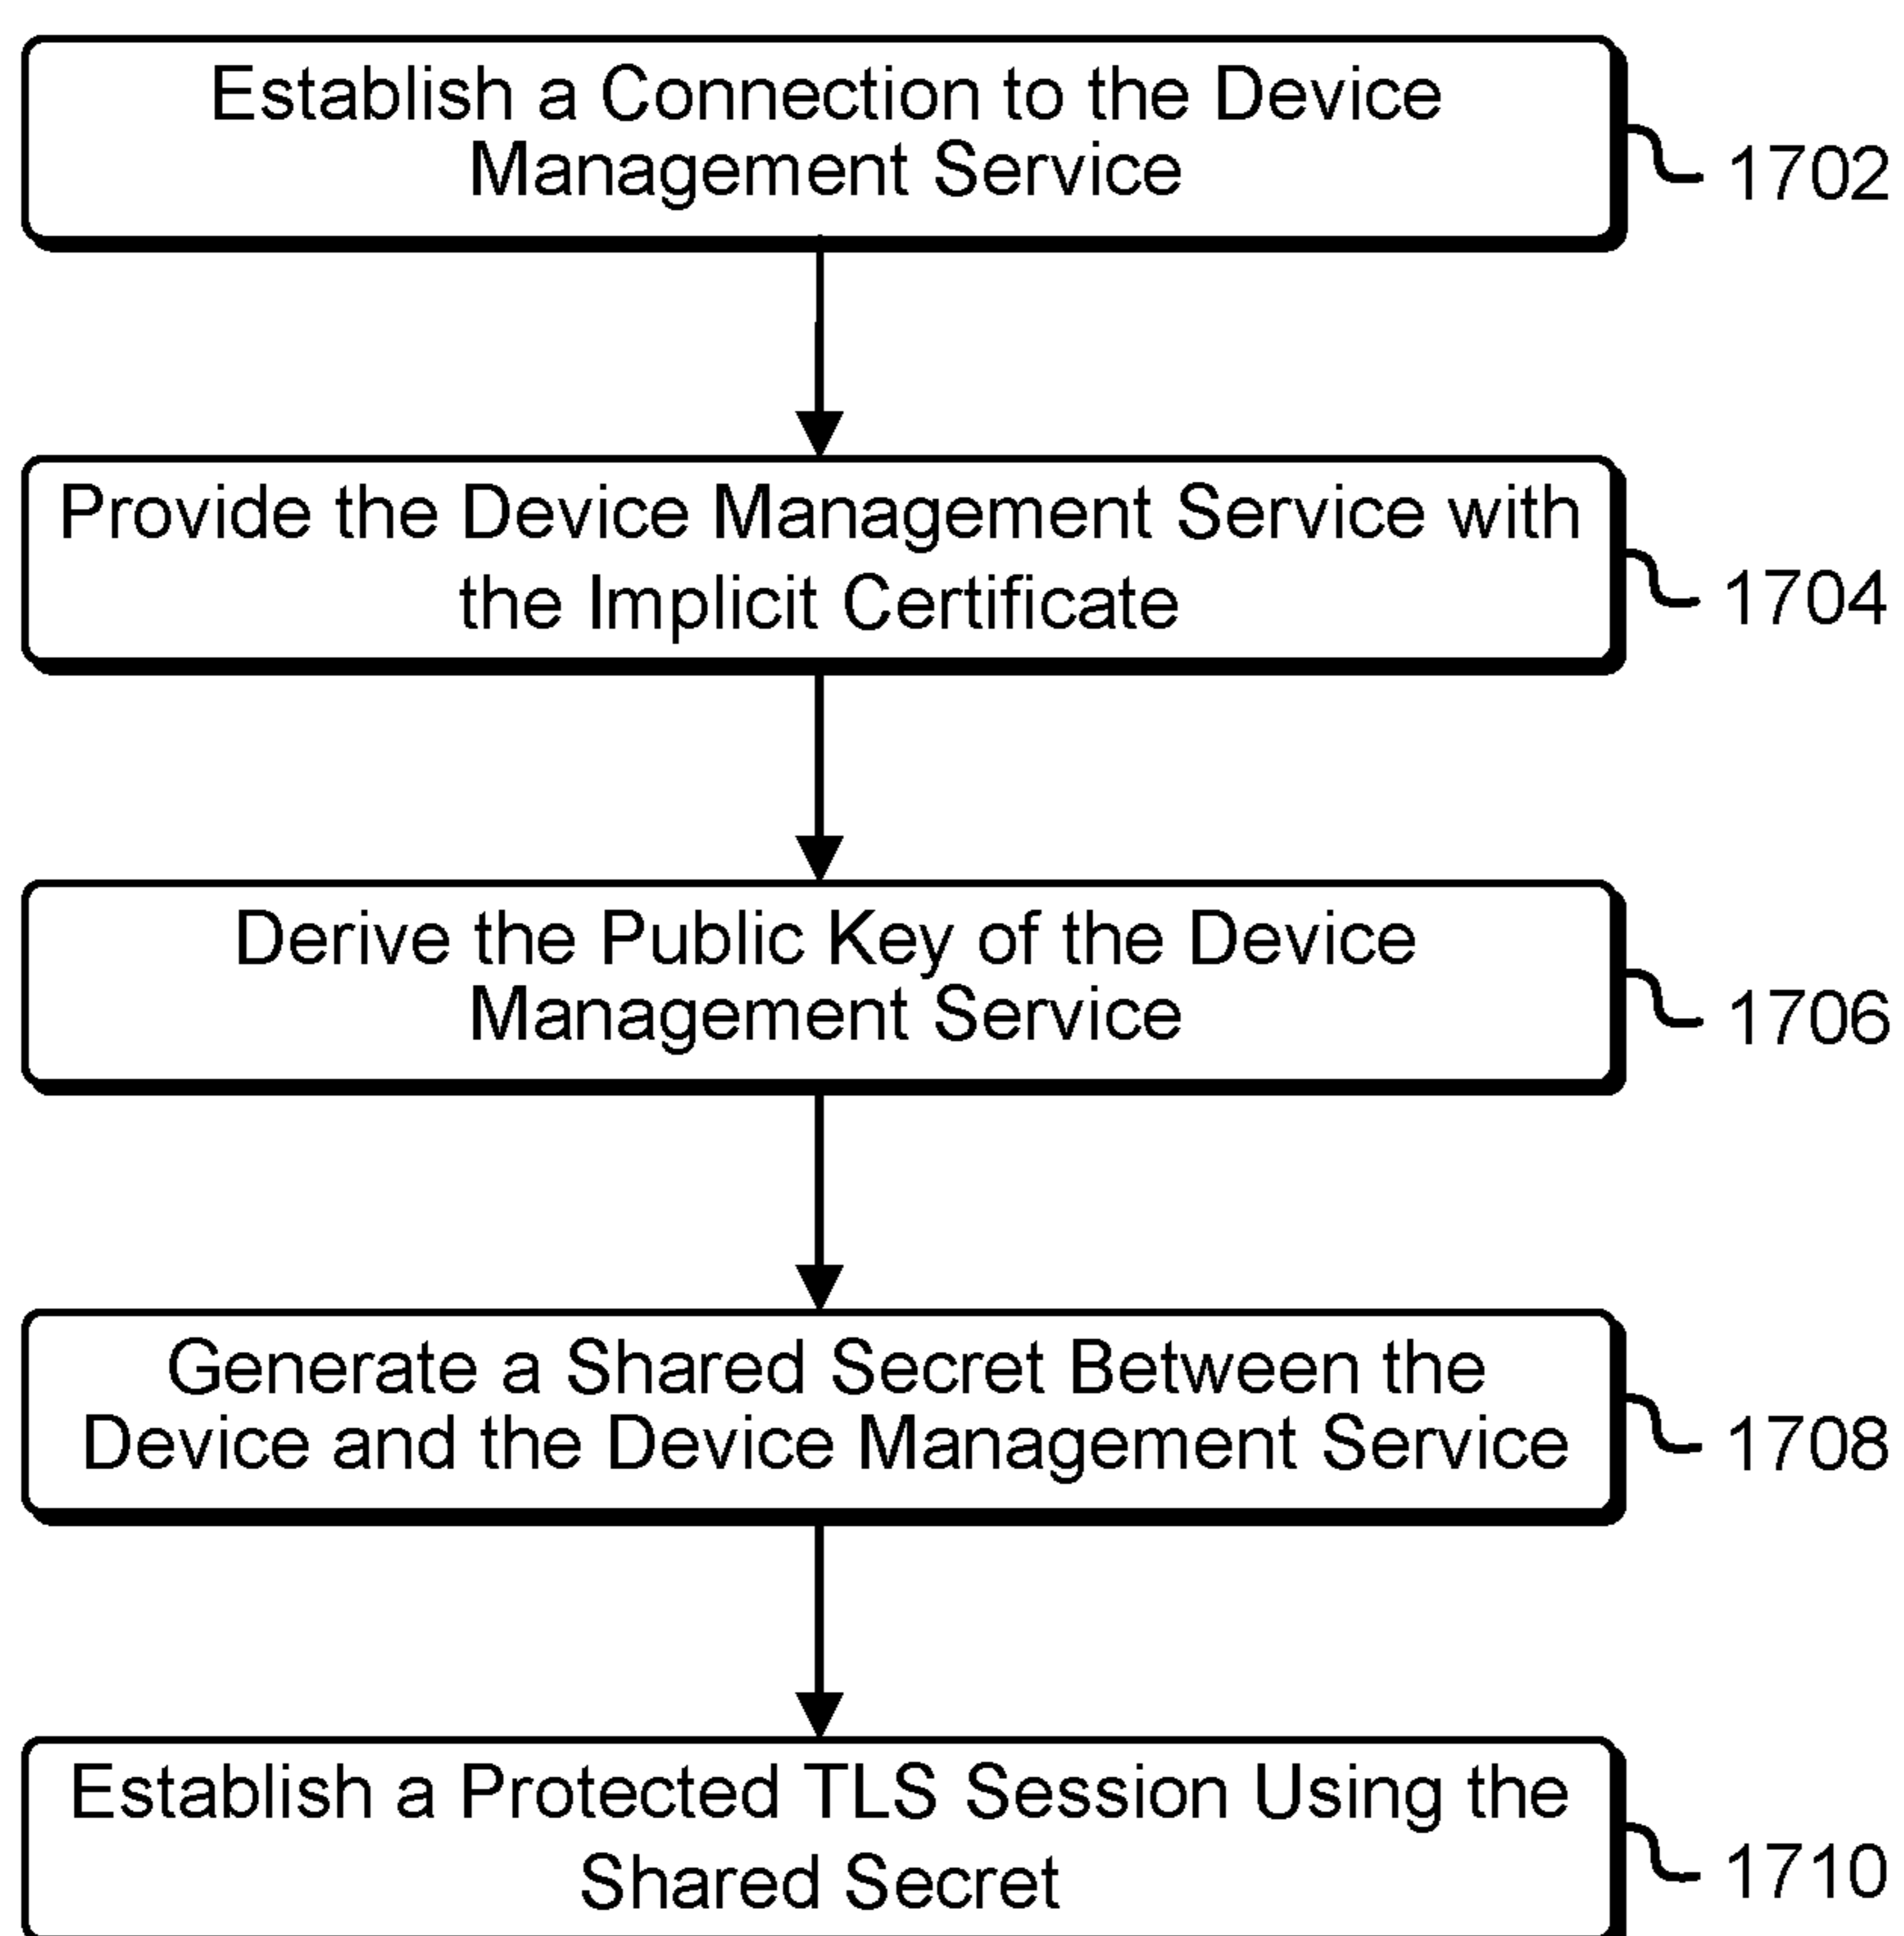 Establish a Connection to the Device
Management Service
1702
Provide the Device Management Service with
the Implicit Certificate
1704
Derive the Public Key of the Device
Management Service
1706
Generate a Shared Secret Between the
Device and the Device Management Service
1708
Establish a Protected TLS Session Using the
Shared Secret
1710